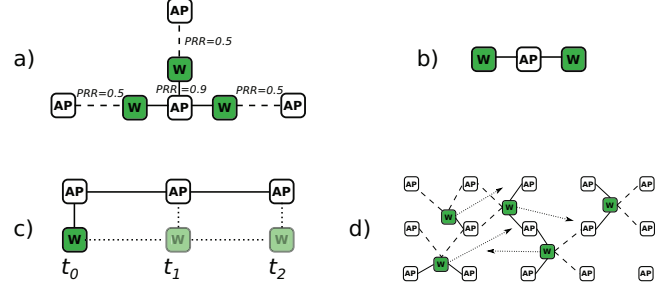 a)
AP
PRR=0.5
W
PRR=0.5 PRR=0.9 PRR=0.5
AP W AP W AP
b)
W AP W
c)
AP AP AP
W W W
t0 t1 t2
d)
AP AP AP AP AP
W W W
AP AP AP AP AP
W W
AP AP AP AP AP